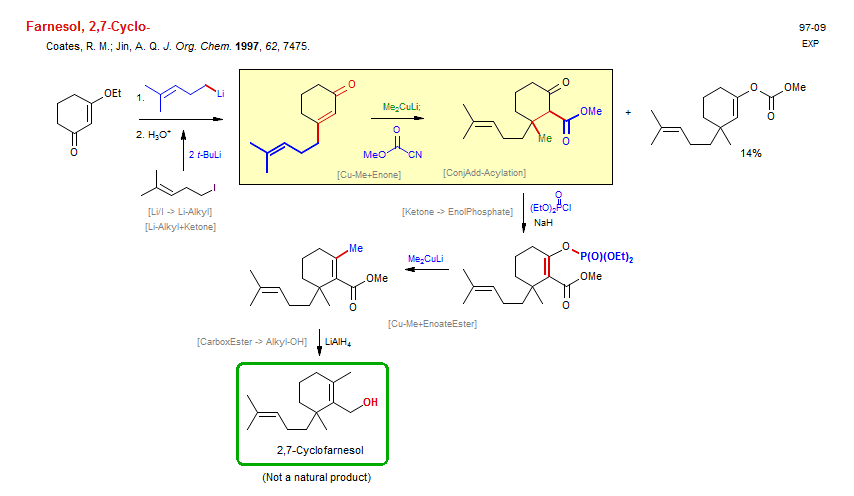 Farnesol, 2,7-Cyclo-
97-09
Coates, R. M.; Jin, A. Q. J. Org. Chem. 1997, 62, 7475.
EXP
OEt
1.
Li
2. H3O+
O
2 t-BuLi
I
[Li/I -> Li-Alkyl]
[Li-Alkyl+Ketone]
O
[Cu-Me+Enone]
Me2CuLi;
O
MeO
CN
O
OMe
Me
O
[ConjAdd-Acylation]
+
O
OMe
O
14%
[Ketone -> EnolPhosphate]
O
(EtO)2PCl
NaH
O
P(O)(OEt)2
OMe
O
Me2CuLi
[Cu-Me+EnoateEster]
Me
OMe
O
[CarboxEster -> Alkyl-OH]
LiAlH4
OH
2,7-Cyclofarnesol
(Not a natural product)